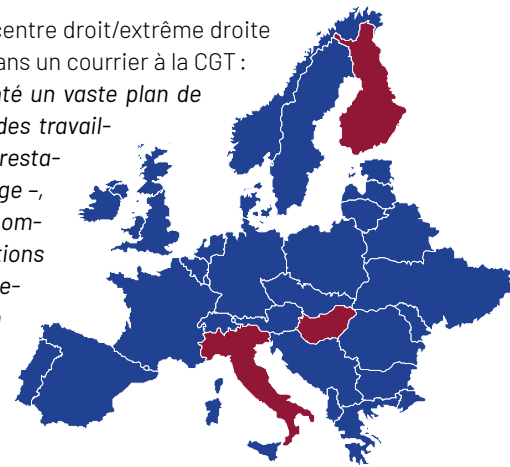 centre droit/extrême droite
ans un courrier à la CGT :
té un vaste plan de
des travail-
resta-
ge –,
om-
tions
e-